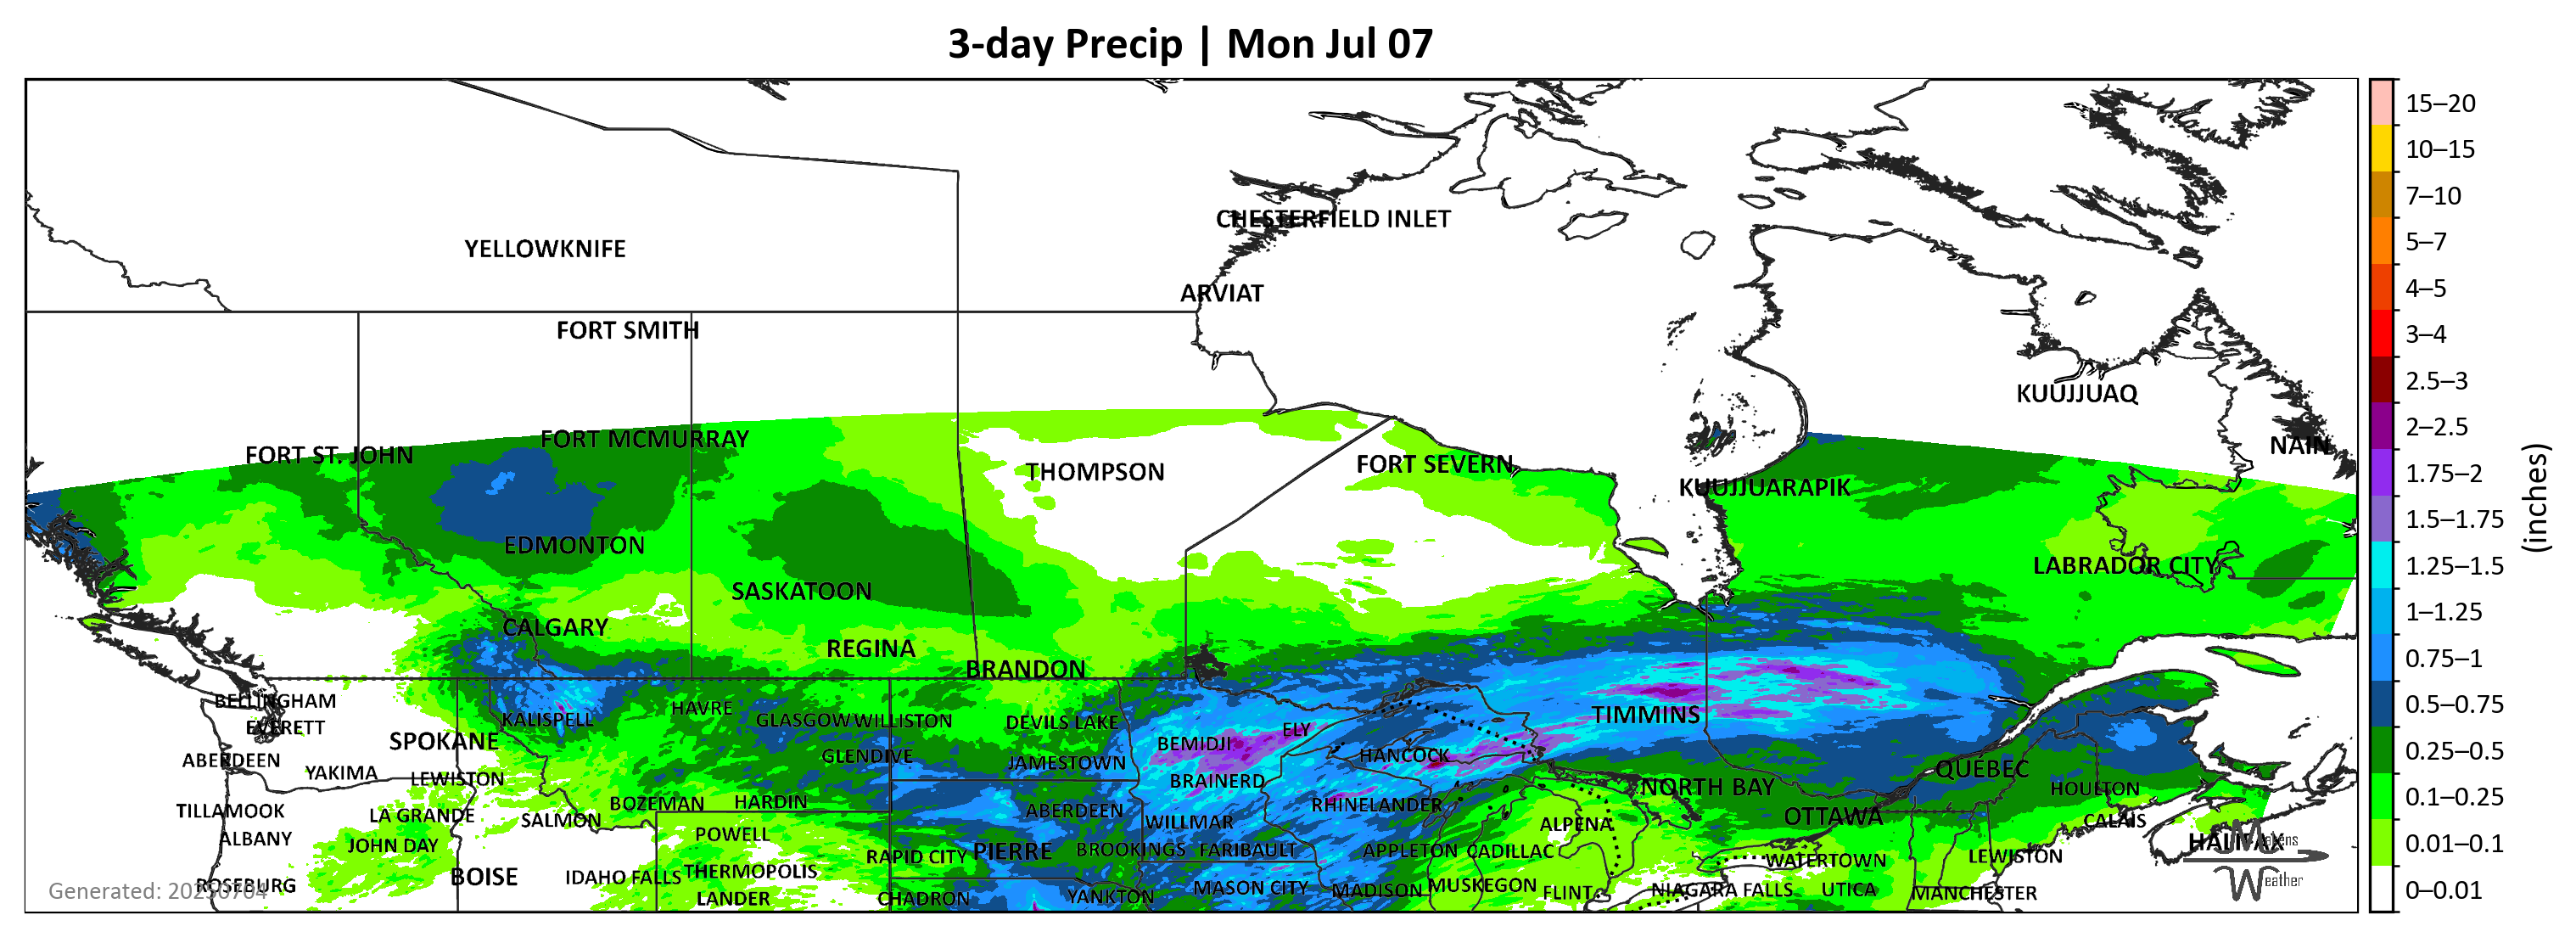 3-day Precip | Mon Jul 07
CHESTERFIELD INLET
YELLOWKNIFE
ARVIAT
FORT SMITH
KUUJJUAQ
FORT MCMURRAY
NAIN
FORT ST. JOHN
FORT SEVERN
THOMPSON
KUUJJUARAPIK
EDMONTON
LABRADOR CITY
SASKATOON
CALGARY
REGINA
BRANDON
BELLINGHAM
HAVRE
TIMMINS
KALISPELL
GLASGOW WILLISTON
DEVILS LAKE
EVERETT
ELY
SPOKANE
BEMIDJI
HANCOCK
GLENDIVE
ABERDEEN
JAMESTOWN
QUÉBEC
YAKIMA
LEWISTON
BRAINERD
NORTH BAY
HOULTON
BOZEMAN
HARDIN
RHINELANDER
TILLAMOOK
LA GRANDE
ABERDEEN
OTTAWA
SALMON
WILLMAR
CALAIS
ALPENA
POWELL
ALBANY
HALIFAX
JOHN DAY
PIERRE
BROOKINGS
FARIBAULT
APPLETON
CADILLAC
RAPID CITY
LEWISTON
WATERTOWN
THERMOPOLIS
BOISE
IDAHO FALLS
ROSEBURG
MASON CITY
MADISON
MUSKEGON
FLINT
NIAGARA FALLS
UTICA
MANCHESTER
LANDER
CHADRON
YANKTON
Generated: 20250704
Weather
15–20
10–15
7–10
5–7
4–5
3–4
2.5–3
2–2.5
1.75–2
1.5–1.75
1.25–1.5
1–1.25
0.75–1
0.5–0.75
0.25–0.5
0.1–0.25
0.01–0.1
0–0.01
(inches)